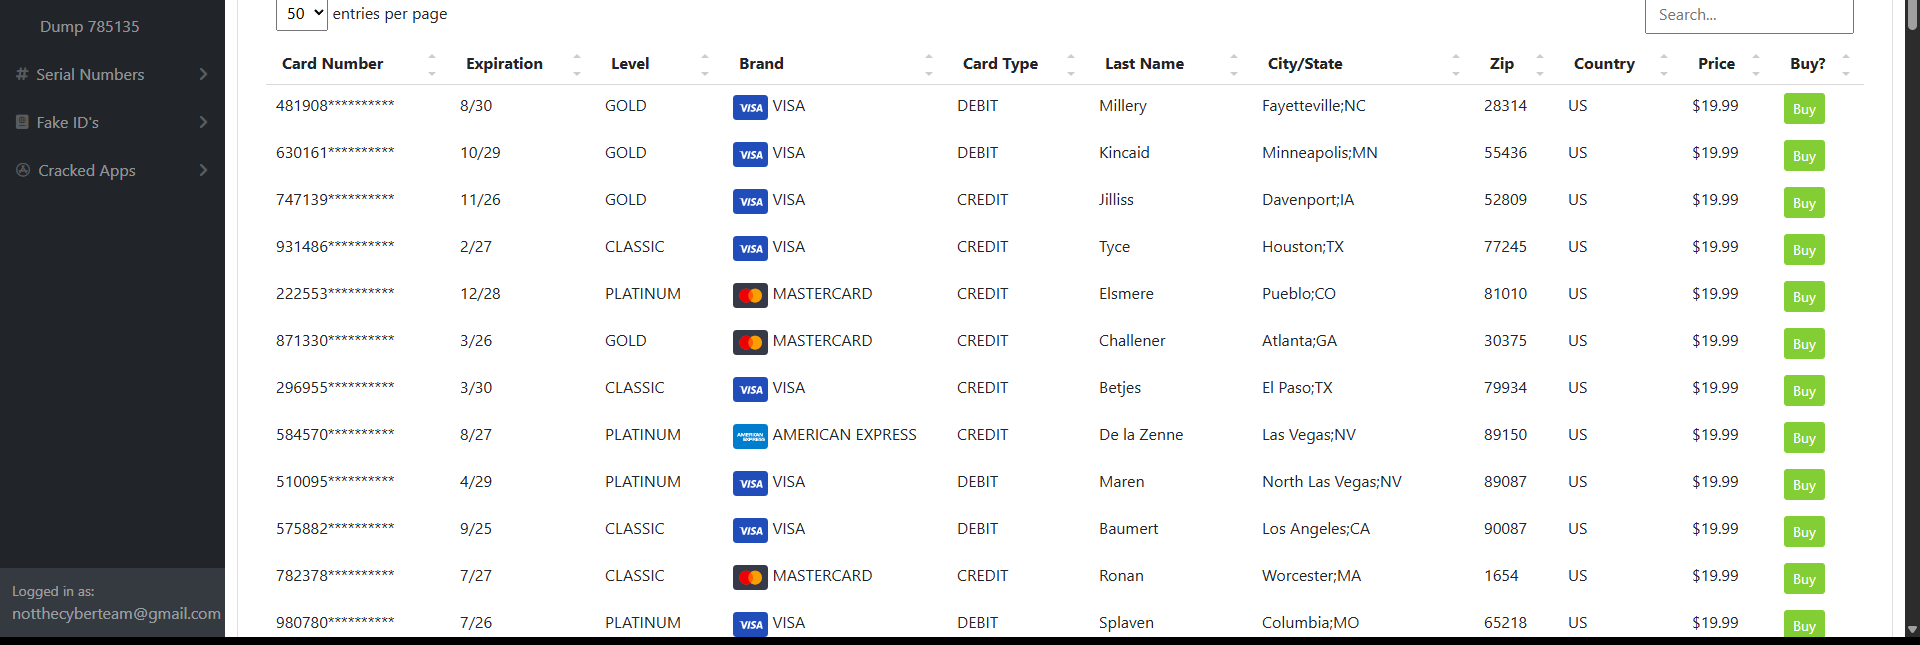 50 entries per page
Search...
Dump 785135
Serial Numbers
Fake ID's
Cracked Apps
Card Number Expiration Level Brand Card Type Last Name City/State Zip Country Price Buy?
481908********** 8/30 GOLD VISA VISA DEBIT Millery Fayetteville;NC 28314 US $19.99 Buy
630161********** 10/29 GOLD VISA VISA DEBIT Kincaid Minneapolis;MN 55436 US $19.99 Buy
747139********** 11/26 GOLD VISA VISA CREDIT Jilliss Davenport;IA 52809 US $19.99 Buy
931486********** 2/27 CLASSIC VISA VISA CREDIT Tyce Houston;TX 77245 US $19.99 Buy
222553********** 12/28 PLATINUM MASTERCARD CREDIT Elsmere Pueblo;CO 81010 US $19.99 Buy
871330********** 3/26 GOLD MASTERCARD CREDIT Challener Atlanta;GA 30375 US $19.99 Buy
296955********** 3/30 CLASSIC VISA VISA CREDIT Betjes El Paso;TX 79934 US $19.99 Buy
584570********** 8/27 PLATINUM AMERICAN EXPRESS AMERICAN EXPRESS CREDIT De la Zenne Las Vegas;NV 89150 US $19.99 Buy
510095********** 4/29 PLATINUM VISA VISA DEBIT Maren North Las Vegas;NV 89087 US $19.99 Buy
575882********** 9/25 CLASSIC VISA VISA DEBIT Baumert Los Angeles;CA 90087 US $19.99 Buy
782378********** 7/27 CLASSIC MASTERCARD CREDIT Ronan Worcester;MA 1654 US $19.99 Buy
980780********** 7/26 PLATINUM VISA VISA DEBIT Splaven Columbia;MO 65218 US $19.99 Buy
Logged in as:
notthecyberteam@gmail.com